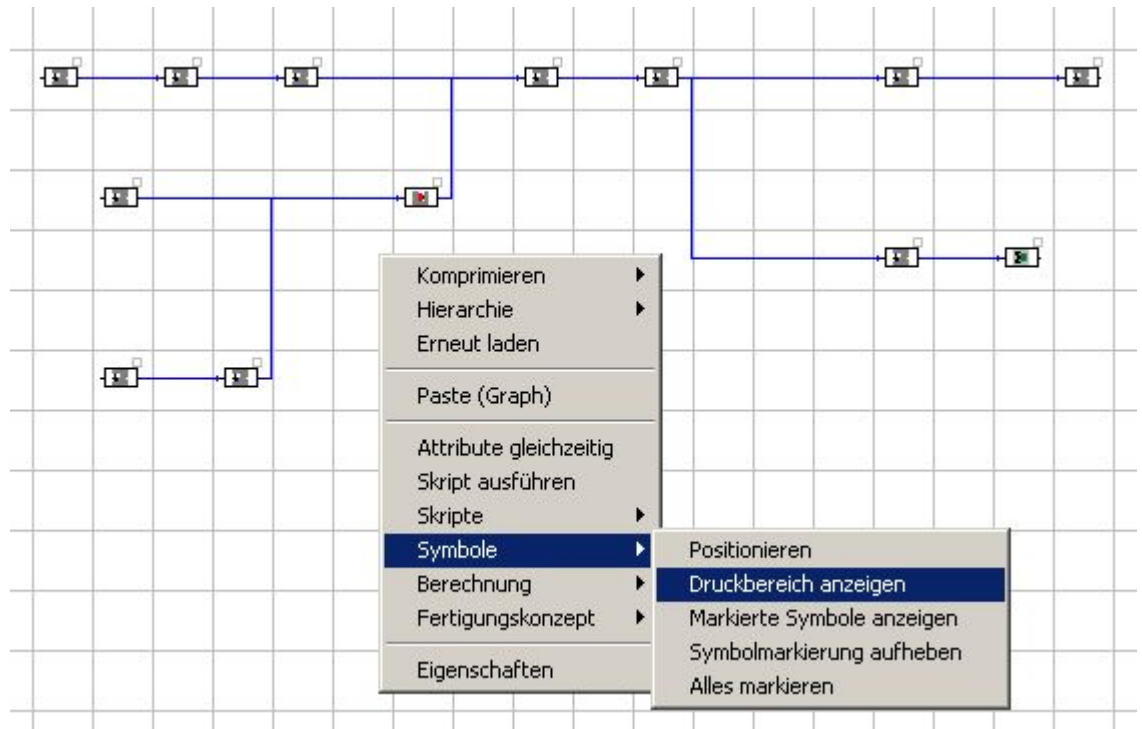 Komprimieren
Hierarchie
Erneut laden
Paste (Graph)
Attribute gleichzeitig
Skript ausführen
Skripte
Symbole
Berechnung
Fertigungskonzept
Eigenschaften
Positionieren
Druckbereich anzeigen
Markierte Symbole anzeigen
Symbolmarkierung aufheben
Alles markieren